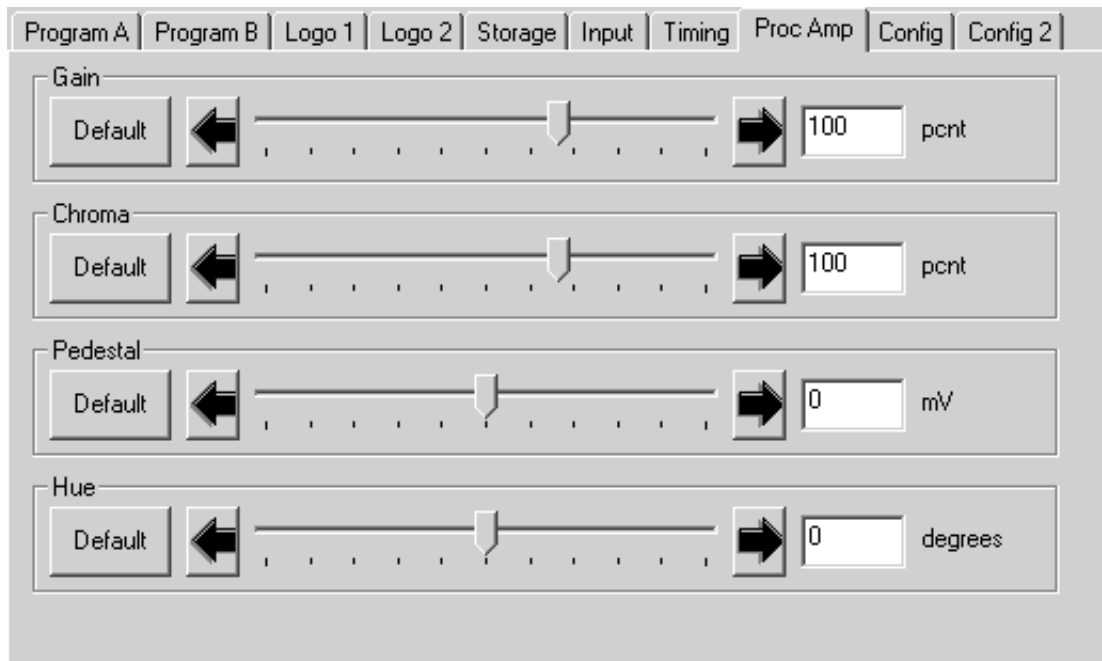 Program A Program B Logo 1 Logo 2 Storage Input Timing Proc Amp Config Config 2
Gain
Default 100 pcnt
Chroma
Default 100 pcnt
Pedestal
Default 0 mV
Hue
Default 0 degrees